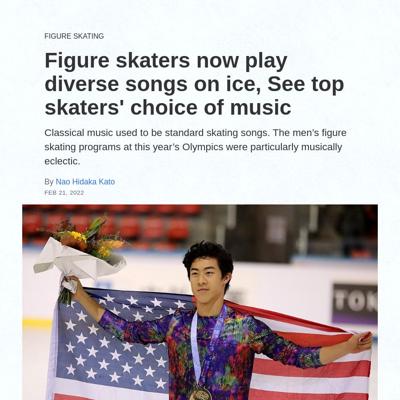 FIGURE SKATING
Figure skaters now play
diverse songs on ice, See top
skaters' choice of music
Classical music used to be standard skating songs. The men’s figure
skating programs at this year’s Olympics were particularly musically
eclectic.
By Nao Hidaka Kato
FEB 21, 2022
TOK